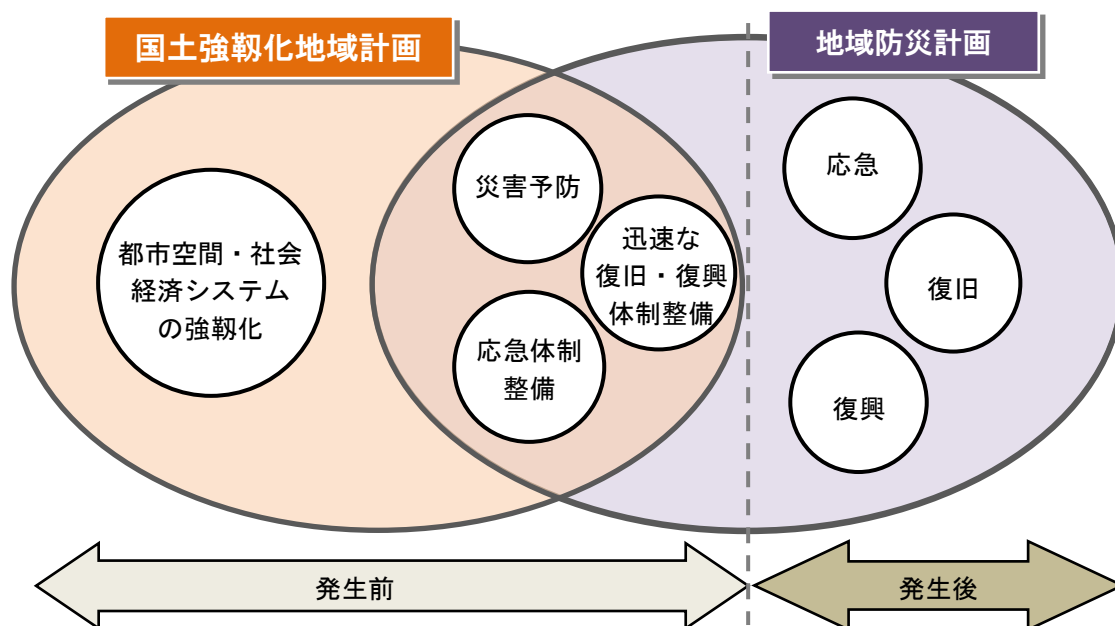 国土強靱化地域計画
地域防災計画
都市空間・社会
経済システム
の強靱化
災害予防
迅速な
復旧・復興
体制整備
応急体制
整備
応急
復旧
復興
発生前
発生後